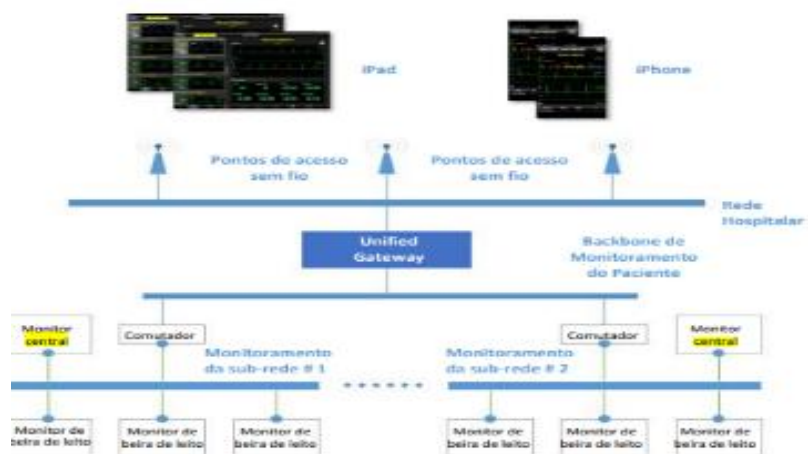 iPad
iPhone
Pontos de acesso
sem fio
Pontos de acesso
sem fio
Rede
Hospitalar
Unified
Gateway
Backbone de
Monitoramento
do Paciente
Monitor
central
Comutador
Comutador
Monitor
central
Monitoramento
da sub-rede # 1
Monitoramento
da sub-rede # 2
Monitor de
beira de leito
Monitor de
beira de leito
Monitor de
beira de leito
Monitor de
beira de leito
Monitor de
beira de leito
Monitor de
beira de leito